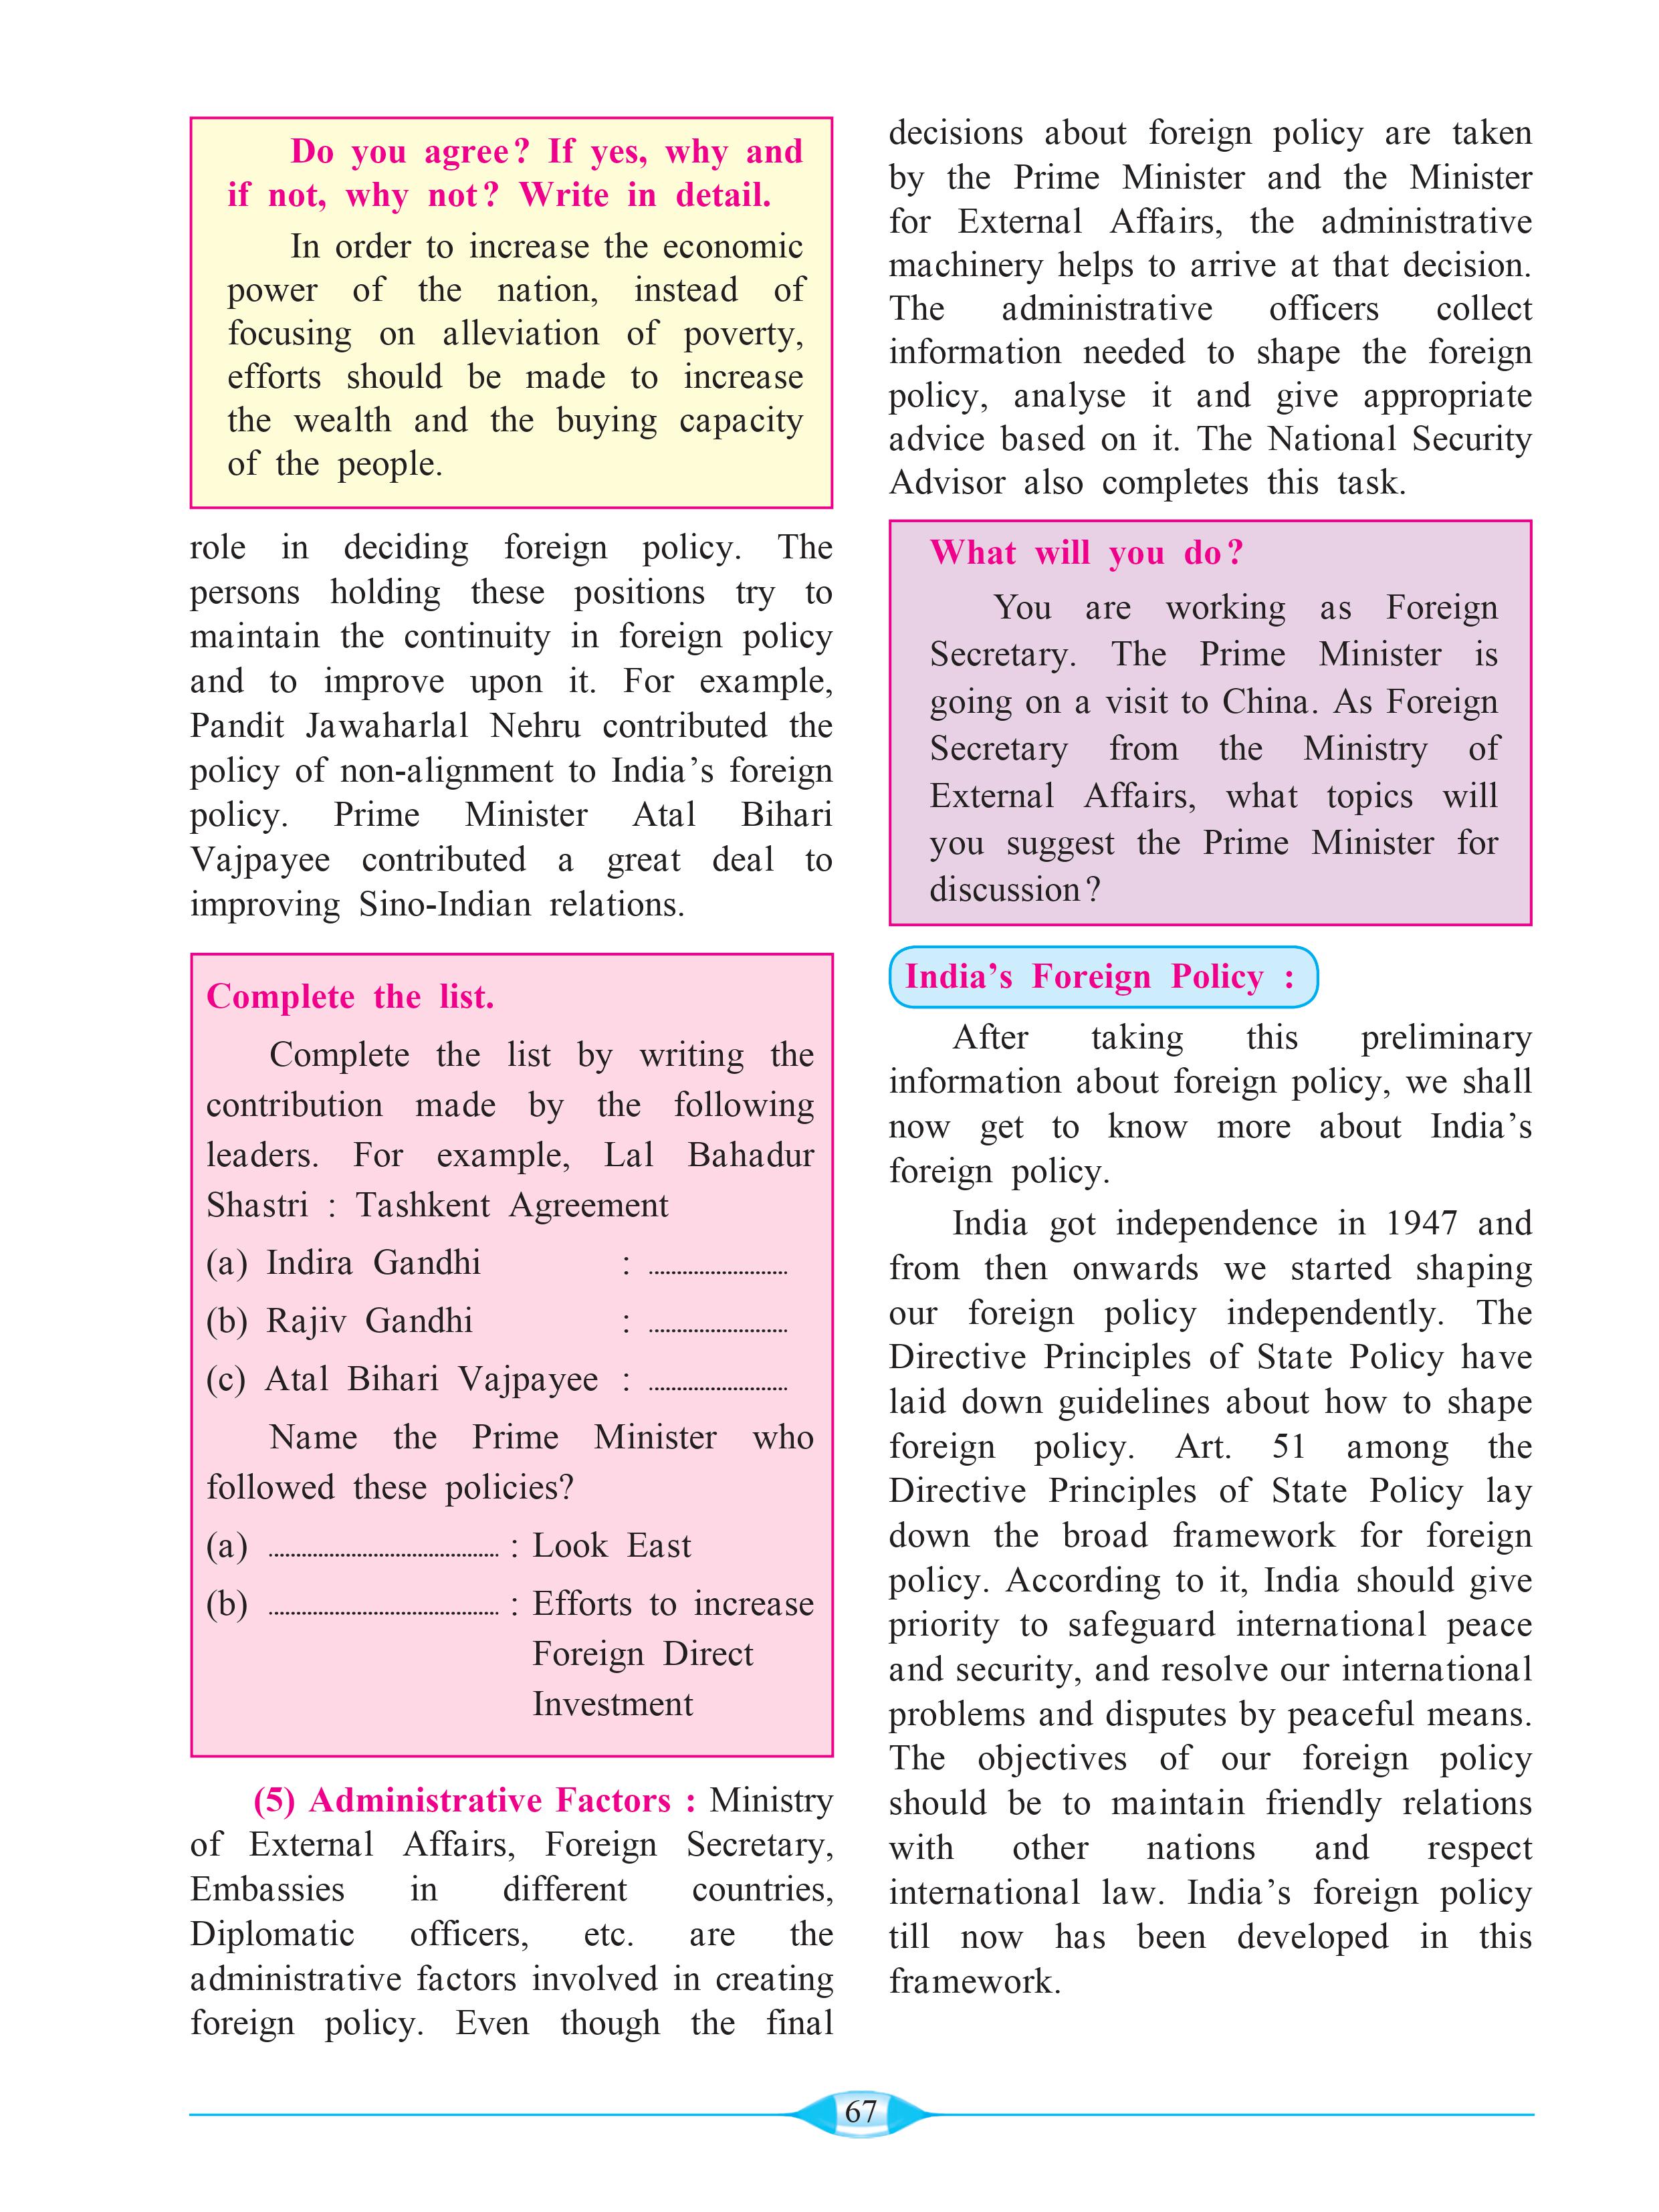 Do you agree? If yes, why and
if not, why not? Write in detail.
In order to increase the economic
power of the nation, instead of
focusing on alleviation of poverty,
efforts should be made to increase
the wealth and the buying capacity
of the people.
role in deciding foreign policy. The
persons holding these positions try to
maintain the continuity in foreign policy
and to improve upon it. For example,
Pandit Jawaharlal Nehru contributed the
policy of non-alignment to India's foreign
policy. Prime Minister Atal Bihari
Vajpayee contributed a great deal to
improving Sino-Indian relations.
Complete the list.
Complete the list by writing the
contribution made by the following
leaders. For example, Lal Bahadur
Shastri : Tashkent Agreement
(a) Indira Gandhi : .........................
(b) Rajiv Gandhi : .........................
(c) Atal Bihari Vajpayee : .........................
Name the Prime Minister who
followed these policies?
(a) .......................................... : Look East
(b) .......................................... : Efforts to increase
Foreign Direct
Investment
(5) Administrative Factors : Ministry
of External Affairs, Foreign Secretary,
Embassies in different countries,
Diplomatic officers, etc. are the
administrative factors involved in creating
foreign policy. Even though the final
decisions about foreign policy are taken
by the Prime Minister and the Minister
for External Affairs, the administrative
machinery helps to arrive at that decision.
The administrative officers collect
information needed to shape the foreign
policy, analyse it and give appropriate
advice based on it. The National Security
Advisor also completes this task.
What will you do?
You are working as Foreign
Secretary. The Prime Minister is
going on a visit to China. As Foreign
Secretary from the Ministry of
External Affairs, what topics will
you suggest the Prime Minister for
discussion?
India's Foreign Policy :
After taking this preliminary
information about foreign policy, we shall
now get to know more about India's
foreign policy.
India got independence in 1947 and
from then onwards we started shaping
our foreign policy independently. The
Directive Principles of State Policy have
laid down guidelines about how to shape
foreign policy. Art. 51 among the
Directive Principles of State Policy lay
down the broad framework for foreign
policy. According to it, India should give
priority to safeguard international peace
and security, and resolve our international
problems and disputes by peaceful means.
The objectives of our foreign policy
should be to maintain friendly relations
with other nations and respect
international law. India's foreign policy
till now has been developed in this
framework.
67